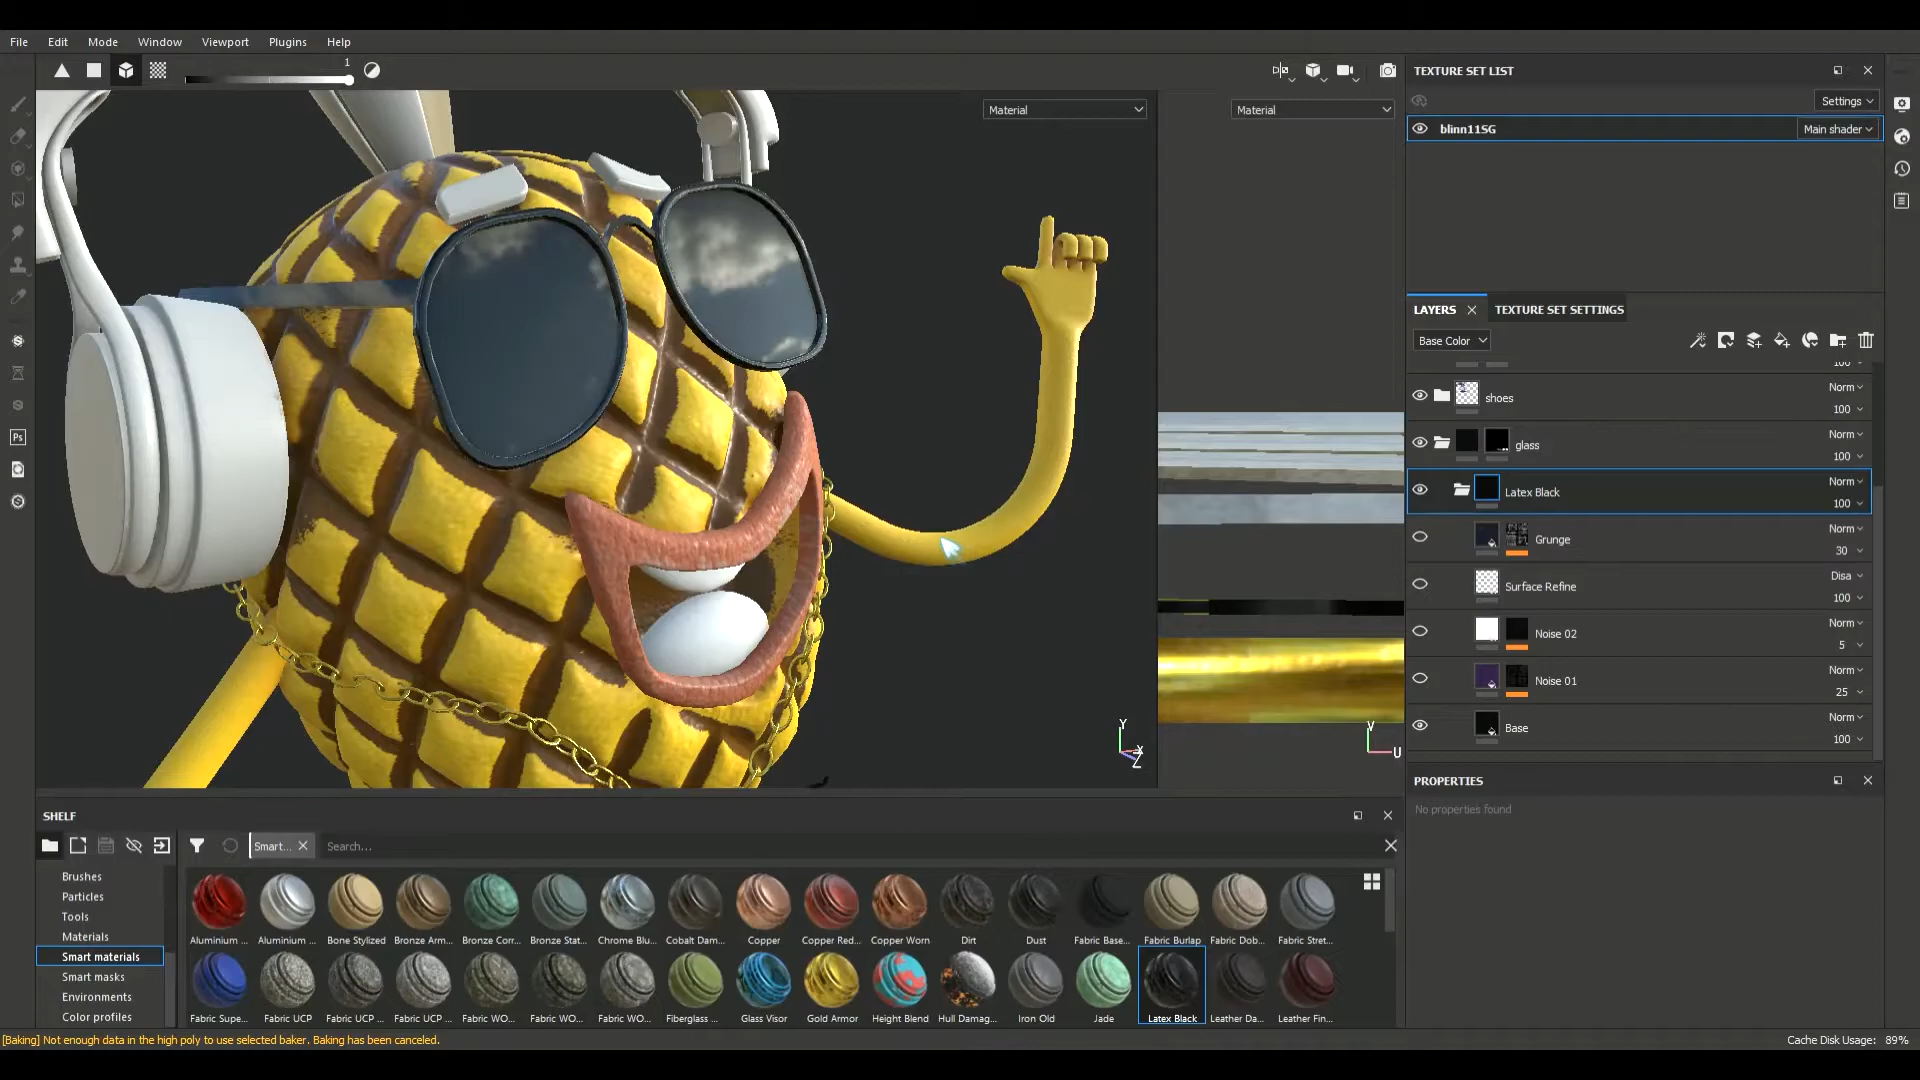 File Edit Mode Window Viewport Plugins Help
1
Material
Material
TEXTURE SET LIST
Settings
blinn11SG
Main shader
LAYERS
TEXTURE SET SETTINGS
Base Color
100
shoes
Norm
100
glass
Norm
100
Latex Black
Norm
100
Grunge
Norm
30
Surface Refine
Disa
100
Noise 02
Norm
5
Noise 01
Norm
25
Base
Norm
100
Y
X
Z
V
U
PROPERTIES
No properties found
SHELF
Smart...
Search...
Brushes
Particles
Tools
Materials
Smart materials
Smart masks
Environments
Color profiles
Aluminium ... Aluminium ... Bone Stylized Bronze Arm... Bronze Corr... Bronze Stat... Chrome Blu... Cobalt Dam... Copper Copper Red... Copper Worn Dirt Dust Fabric Base... Fabric Burlap Fabric Dob... Fabric Stret...
Fabric Supe... Fabric UCP Fabric UCP ... Fabric UCP ... Fabric WO... Fabric WO... Fabric WO... Fiberglass ... Glass Visor Gold Armor Height Blend Hull Damag... Iron Old Jade Latex Black Leather Da... Leather Fin...
[Baking] Not enough data in the high poly to use selected baker. Baking has been canceled.
Cache Disk Usage: 89%
Ps